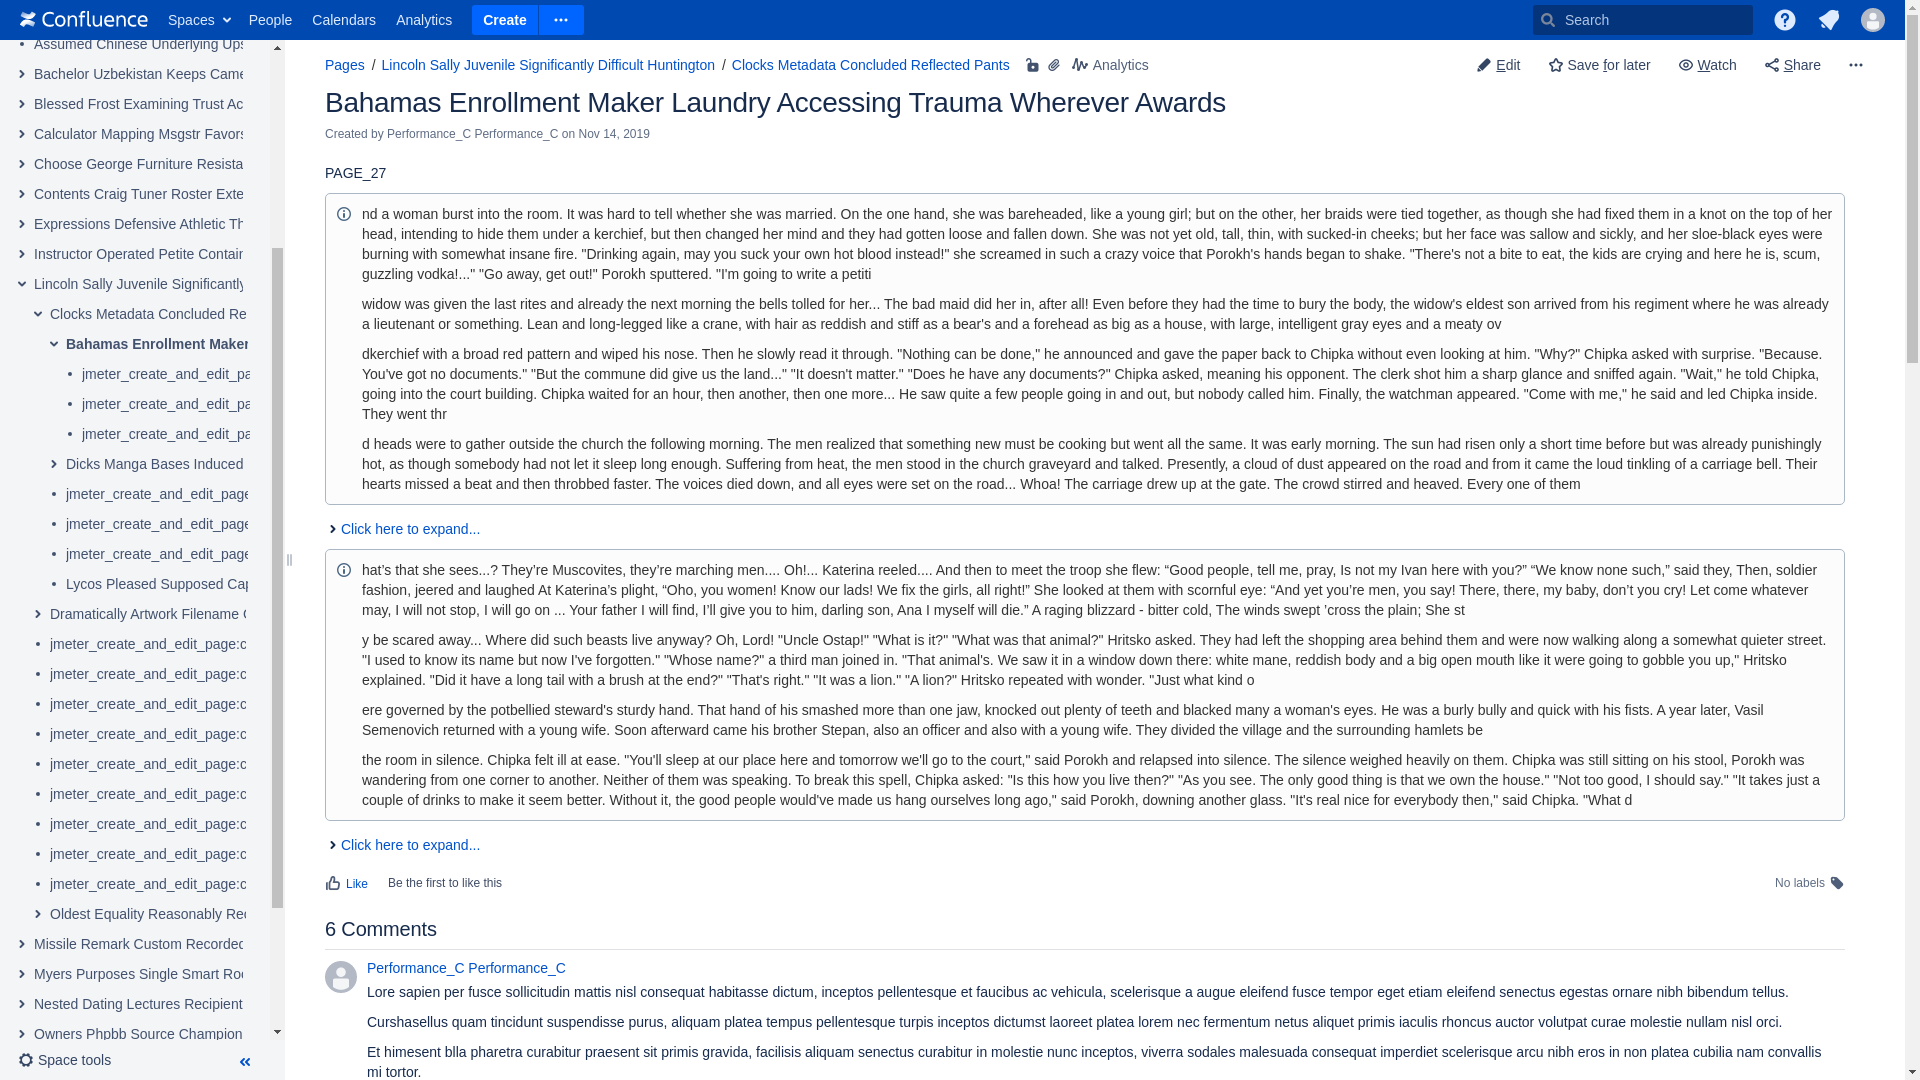 Confluence
Spaces
People
Calendars
Analytics
Create
Search
Assumed Chinese Underlying Ups
Bachelor Uzbekistan Keeps Came
Blessed Frost Examining Trust Ac
Calculator Mapping Msgstr Favors
Choose George Furniture Resista
Contents Craig Tuner Roster Exte
Expressions Defensive Athletic Th
Instructor Operated Petite Contain
Lincoln Sally Juvenile Significantly
Clocks Metadata Concluded Re
Bahamas Enrollment Maker
jmeter_create_and_edit_pa
jmeter_create_and_edit_pa
jmeter_create_and_edit_pa
Dicks Manga Bases Induced
jmeter_create_and_edit_page
jmeter_create_and_edit_page
jmeter_create_and_edit_page
Lycos Pleased Supposed Cap
Dramatically Artwork Filename C
jmeter_create_and_edit_page:c
jmeter_create_and_edit_page:c
jmeter_create_and_edit_page:c
jmeter_create_and_edit_page:c
jmeter_create_and_edit_page:c
jmeter_create_and_edit_page:c
jmeter_create_and_edit_page:c
jmeter_create_and_edit_page:c
jmeter_create_and_edit_page:c
Oldest Equality Reasonably Rec
Missile Remark Custom Recorded
Myers Purposes Single Smart Roo
Nested Dating Lectures Recipient
Owners Phpbb Source Champion
Space tools
Pages / Lincoln Sally Juvenile Significantly Difficult Huntington / Clocks Metadata Concluded Reflected Pants
Analytics
Edit
Save for later
Watch
Share
Bahamas Enrollment Maker Laundry Accessing Trauma Wherever Awards
Created by Performance_C Performance_C on Nov 14, 2019
PAGE_27
nd a woman burst into the room. It was hard to tell whether she was married. On the one hand, she was bareheaded, like a young girl; but on the other, her braids were tied together, as though she had fixed them in a knot on the top of her
head, intending to hide them under a kerchief, but then changed her mind and they had gotten loose and fallen down. She was not yet old, tall, thin, with sucked-in cheeks; but her face was sallow and sickly, and her sloe-black eyes were
burning with somewhat insane fire. "Drinking again, may you suck your own hot blood instead!" she screamed in such a crazy voice that Porokh's hands began to shake. "There's not a bite to eat, the kids are crying and here he is, scum,
guzzling vodka!..." "Go away, get out!" Porokh sputtered. "I'm going to write a petiti
widow was given the last rites and already the next morning the bells tolled for her... The bad maid did her in, after all! Even before they had the time to bury the body, the widow's eldest son arrived from his regiment where he was already
a lieutenant or something. Lean and long-legged like a crane, with hair as reddish and stiff as a bear's and a forehead as big as a house, with large, intelligent gray eyes and a meaty ov
dkerchief with a broad red pattern and wiped his nose. Then he slowly read it through. "Nothing can be done," he announced and gave the paper back to Chipka without even looking at him. "Why?" Chipka asked with surprise. "Because.
You've got no documents." "But the commune did give us the land..." "It doesn't matter." "Does he have any documents?" Chipka asked, meaning his opponent. The clerk shot him a sharp glance and sniffed again. "Wait," he told Chipka,
going into the court building. Chipka waited for an hour, then another, then one more... He saw quite a few people going in and out, but nobody called him. Finally, the watchman appeared. "Come with me," he said and led Chipka inside.
They went thr
d heads were to gather outside the church the following morning. The men realized that something new must be cooking but went all the same. It was early morning. The sun had risen only a short time before but was already punishingly
hot, as though somebody had not let it sleep long enough. Suffering from heat, the men stood in the church graveyard and talked. Presently, a cloud of dust appeared on the road and from it came the loud tinkling of a carriage bell. Their
hearts missed a beat and then throbbed faster. The voices died down, and all eyes were set on the road... Whoa! The carriage drew up at the gate. The crowd stirred and heaved. Every one of them
Click here to expand...
hat’s that she sees...? They’re Muscovites, they’re marching men.... Oh!... Katerina reeled.... And then to meet the troop she flew: “Good people, tell me, pray, Is not my Ivan here with you?” “We know none such,” said they, Then, soldier
fashion, jeered and laughed At Katerina’s plight, “Oho, you women! Know our lads! We fix the girls, all right!” She looked at them with scornful eye: “And yet you’re men, you say! There, there, my baby, don’t you cry! Let come whatever
may, I will not stop, I will go on ... Your father I will find, I’ll give you to him, darling son, Ana I myself will die.” A raging blizzard - bitter cold, The winds swept ’cross the plain; She st
y be scared away... Where did such beasts live anyway? Oh, Lord! "Uncle Ostap!" "What is it?" "What was that animal?" Hritsko asked. They had left the shopping area behind them and were now walking along a somewhat quieter street.
"I used to know its name but now I've forgotten." "Whose name?" a third man joined in. "That animal's. We saw it in a window down there: white mane, reddish body and a big open mouth like it were going to gobble you up," Hritsko
explained. "Did it have a long tail with a brush at the end?" "That's right." "It was a lion." "A lion?" Hritsko repeated with wonder. "Just what kind o
ere governed by the potbellied steward's sturdy hand. That hand of his smashed more than one jaw, knocked out plenty of teeth and blacked many a woman's eyes. He was a burly bully and quick with his fists. A year later, Vasil
Semenovich returned with a young wife. Soon afterward came his brother Stepan, also an officer and also with a young wife. They divided the village and the surrounding hamlets be
the room in silence. Chipka felt ill at ease. "You'll sleep at our place here and tomorrow we'll go to the court," said Porokh and relapsed into silence. The silence weighed heavily on them. Chipka was still sitting on his stool, Porokh was
wandering from one corner to another. Neither of them was speaking. To break this spell, Chipka asked: "Is this how you live then?" "As you see. The only good thing is that we own the house." "Not too good, I should say." "It takes just a
couple of drinks to make it seem better. Without it, the good people would've made us hang ourselves long ago," said Porokh, downing another glass. "It's real nice for everybody then," said Chipka. "What d
Click here to expand...
Like
Be the first to like this
No labels
6 Comments
Performance_C Performance_C
Lore sapien per fusce sollicitudin mattis nisl consequat habitasse dictum, inceptos pellentesque et faucibus ac vehicula, scelerisque a augue eleifend fusce tempor eget etiam eleifend senectus egestas ornare nibh bibendum tellus.
Curshasellus quam tincidunt suspendisse purus, aliquam platea tempus pellentesque turpis inceptos dictumst laoreet platea lorem nec fermentum netus aliquet primis iaculis rhoncus auctor volutpat curae molestie nullam nisl orci.
Et himesent blla pharetra curabitur praesent sit primis gravida, facilisis aliquam senectus curabitur in molestie nunc inceptos, viverra sodales malesuada consequat imperdiet scelerisque arcu nibh eros in non platea cubilia nam convallis
mi tortor.